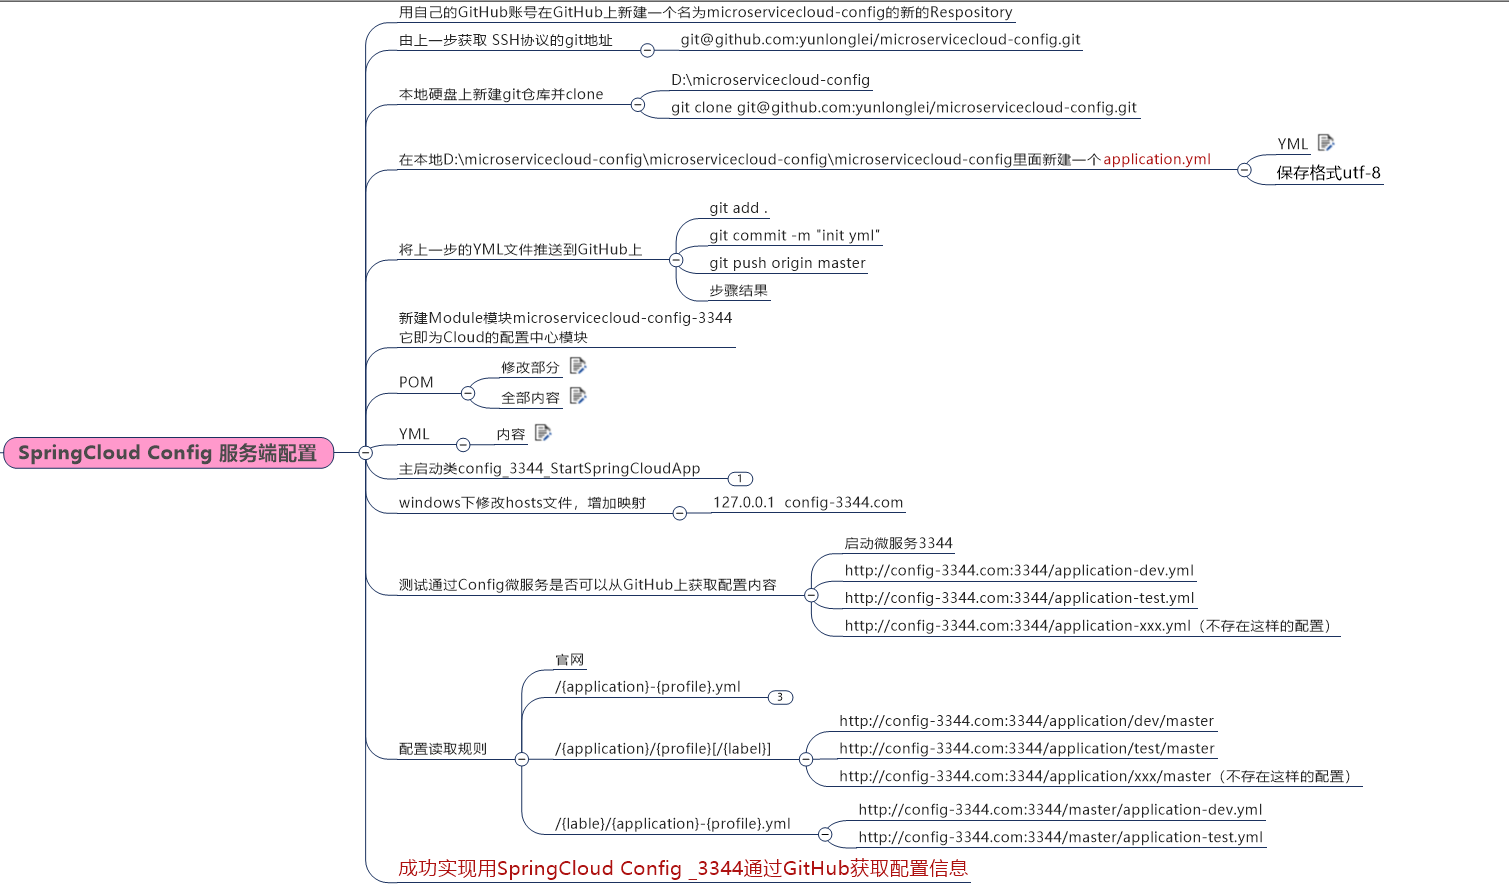 用自己的GitHub账号在GitHub上新建一个名为microservicecloud-config的新的Respository
由上一步获取 SSH协议的git地址
git@github.com:yunlonglei/microservicecloud-config.git
本地硬盘上新建git仓库并clone
D:\microservicecloud-config
git clone git@github.com:yunlonglei/microservicecloud-config.git
在本地D:\microservicecloud-config\microservicecloud-config\microservicecloud-config里面新建一个 application.yml
YML
保存格式utf-8
将上一步的YML文件推送到GitHub上
git add .
git commit -m "init yml"
git push origin master
步骤结果
新建Module模块microservicecloud-config-3344
它即为Cloud的配置中心模块
POM
修改部分
全部内容
YML
内容
SpringCloud Config 服务端配置
主启动类config_3344_StartSpringCloudApp
1
windows下修改hosts文件，增加映射
127.0.0.1  config-3344.com
测试通过Config微服务是否可以从GitHub上获取配置内容
启动微服务3344
http://config-3344.com:3344/application-dev.yml
http://config-3344.com:3344/application-test.yml
http://config-3344.com:3344/application-xxx.yml（不存在这样的配置）
配置读取规则
官网
/{application}-{profile}.yml
3
/{application}/{profile}[/{label}]
http://config-3344.com:3344/application/dev/master
http://config-3344.com:3344/application/test/master
http://config-3344.com:3344/application/xxx/master（不存在这样的配置）
/{lable}/{application}-{profile}.yml
http://config-3344.com:3344/master/application-dev.yml
http://config-3344.com:3344/master/application-test.yml
成功实现用SpringCloud Config _3344通过GitHub获取配置信息